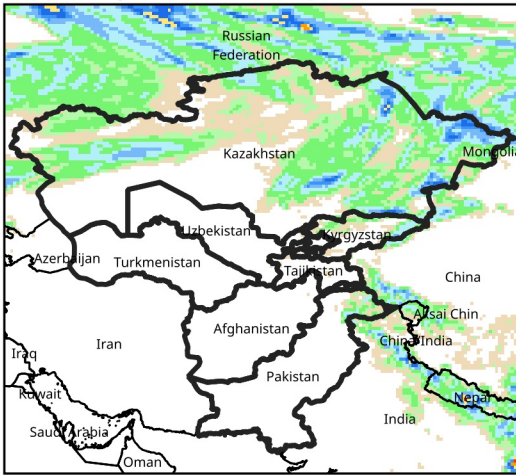 Russian
Federation
Kazakhstan
Mongolia
Uzbekistan
Kyrgyzstan
Azerbaijan
Turkmenistan
Tajikistan
China
Aksai Chin
Afghanistan
China/India
Iran
Iraq
Pakistan
Kuwait
Nepal
India
Saudi Arabia
Oman